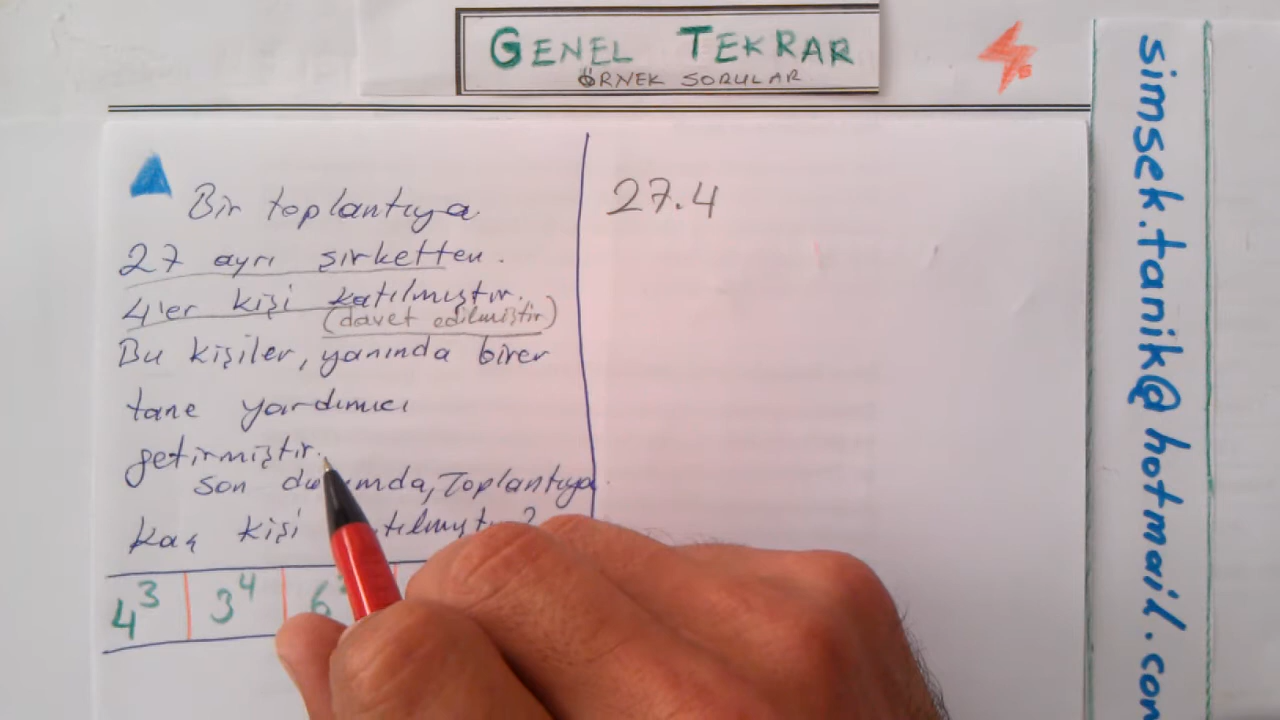 GENEL TEKRAR
ÖRNEK SORULAR
Bir toplantıya
27 ayrı şirketten.
4'er kişi katılmıştır.
(davet edilmiştir)
Bu kişiler, yanında birer
tane yardımcı
getirmiştir.
son Toplantıya
kaç kişi
4³ 3⁴
27.4
simsek.tanik@hotmail.com